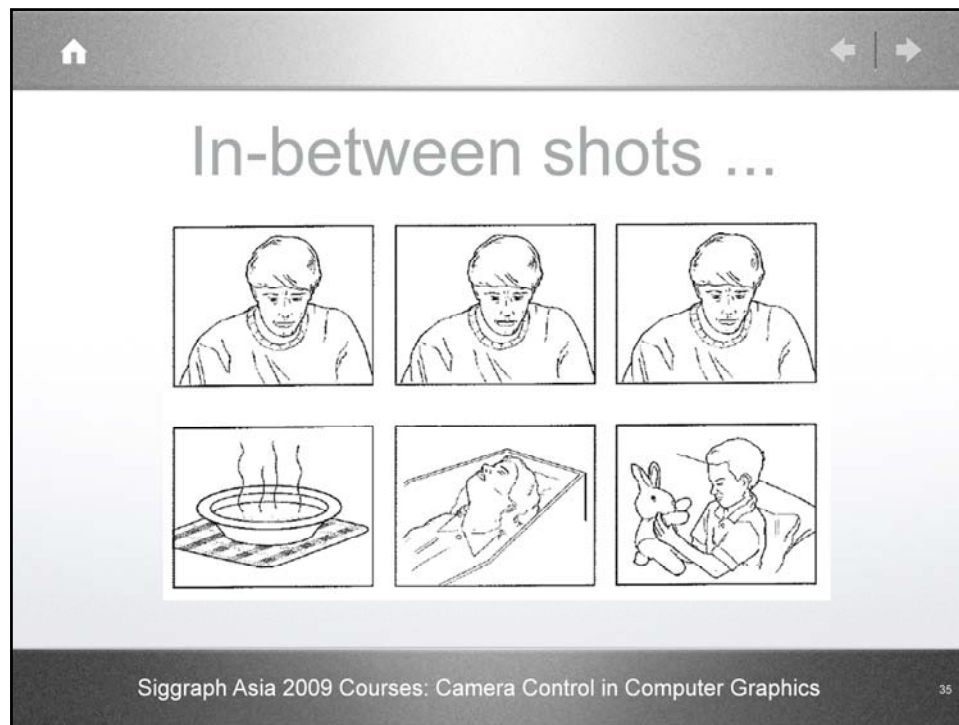 In-between shots ...
Siggraph Asia 2009 Courses: Camera Control in Computer Graphics
35